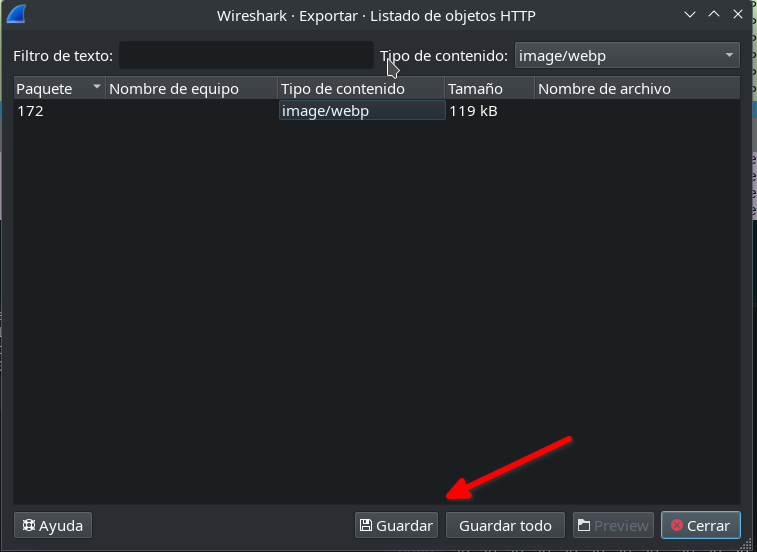 Wireshark · Exportar · Listado de objetos HTTP
Filtro de texto: Tipo de contenido: image/webp
Paquete Nombre de equipo Tipo de contenido Tamaño Nombre de archivo
172 image/webp 119 kB
Ayuda Guardar Guardar todo Preview Cerrar